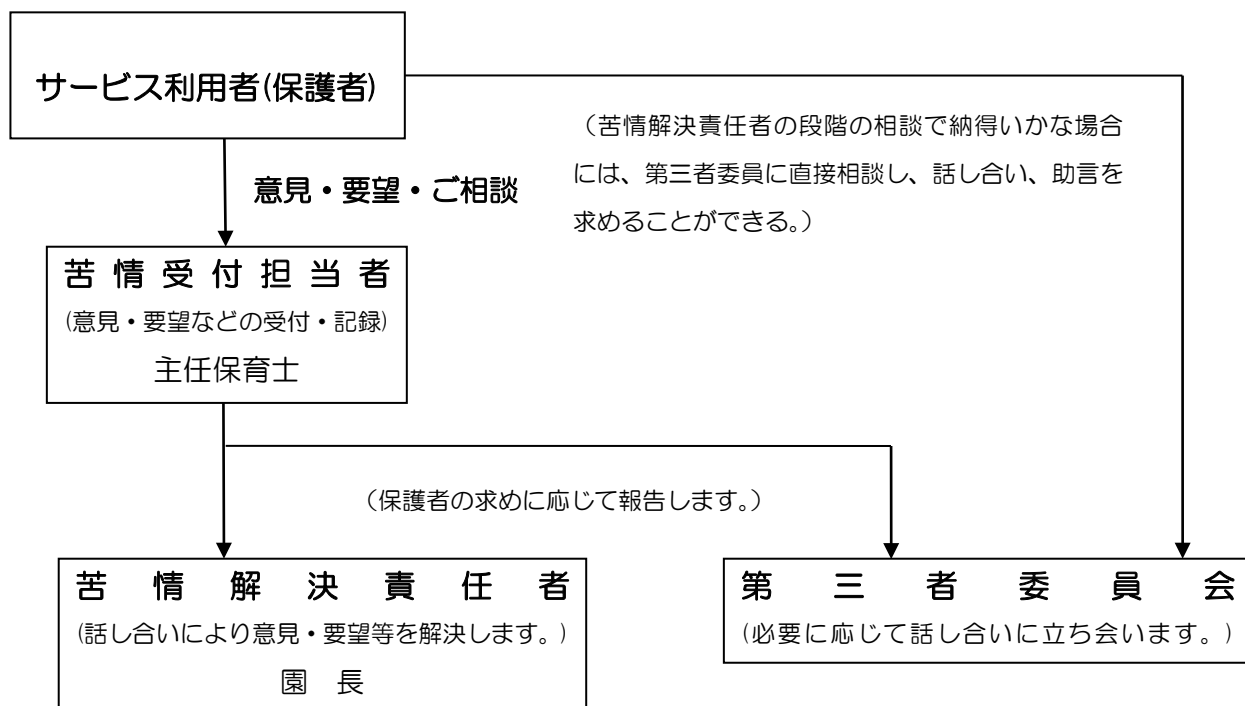 サービス利用者(保護者)
（苦情解決責任者の段階の相談で納得いかな場合
には、第三者委員に直接相談し、話し合い、助言を
求めることができる。）
意見・要望・ご相談
苦情受付担当者
(意見・要望などの受付・記録)
主任保育士
（保護者の求めに応じて報告します。）
苦情解決責任者
(話し合いにより意見・要望等を解決します。)
園　長
第三者委員会
(必要に応じて話し合いに立ち会います。)